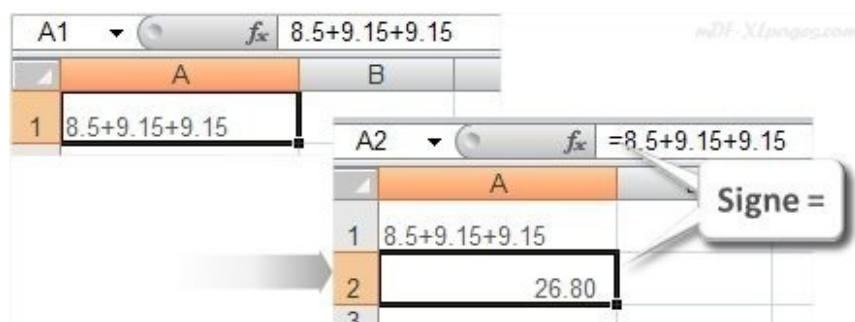 A1 fx 8.5+9.15+9.15
mDF-XLpages.com
A B
1 8.5+9.15+9.15
A2 fx =8.5+9.15+9.15
A
Signe =
1 8.5+9.15+9.15
2 26.80
3